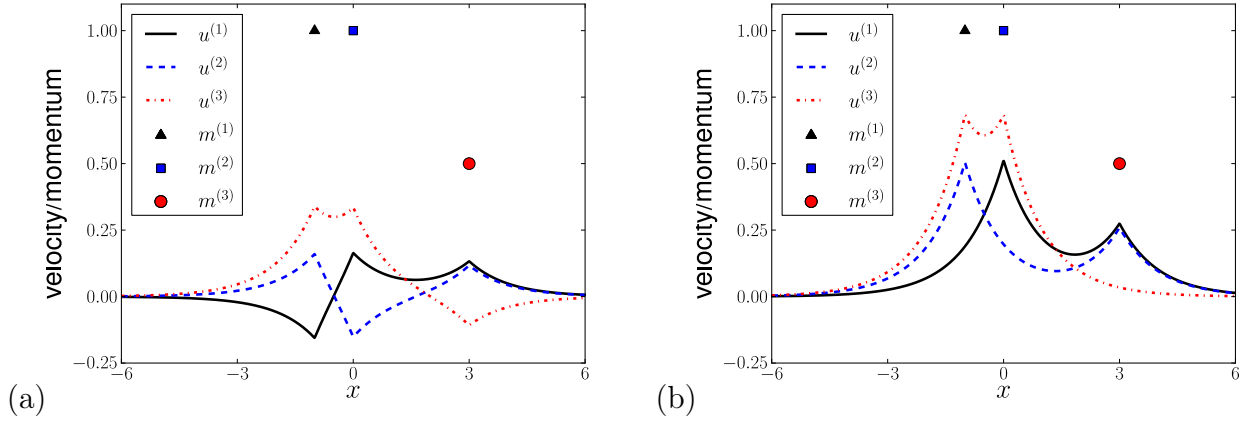 1.00
0.75
0.50
0.25
0.00
−0.25
velocity/momentum
u^(1)
u^(2)
u^(3)
m^(1)
m^(2)
m^(3)
−6
−3
0
3
6
x
(a)
1.00
0.75
0.50
0.25
0.00
−0.25
velocity/momentum
u^(1)
u^(2)
u^(3)
m^(1)
m^(2)
m^(3)
−6
−3
0
3
6
x
(b)